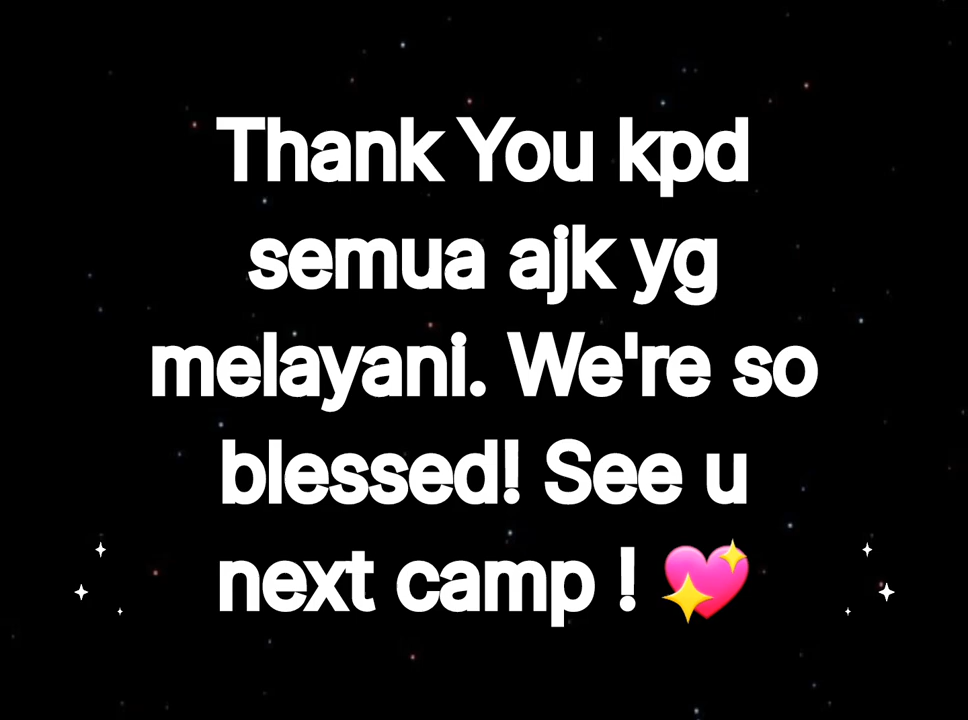 Thank You kpd
semua ajk yg
melayani. We're so
blessed! See u
next camp ! 💖